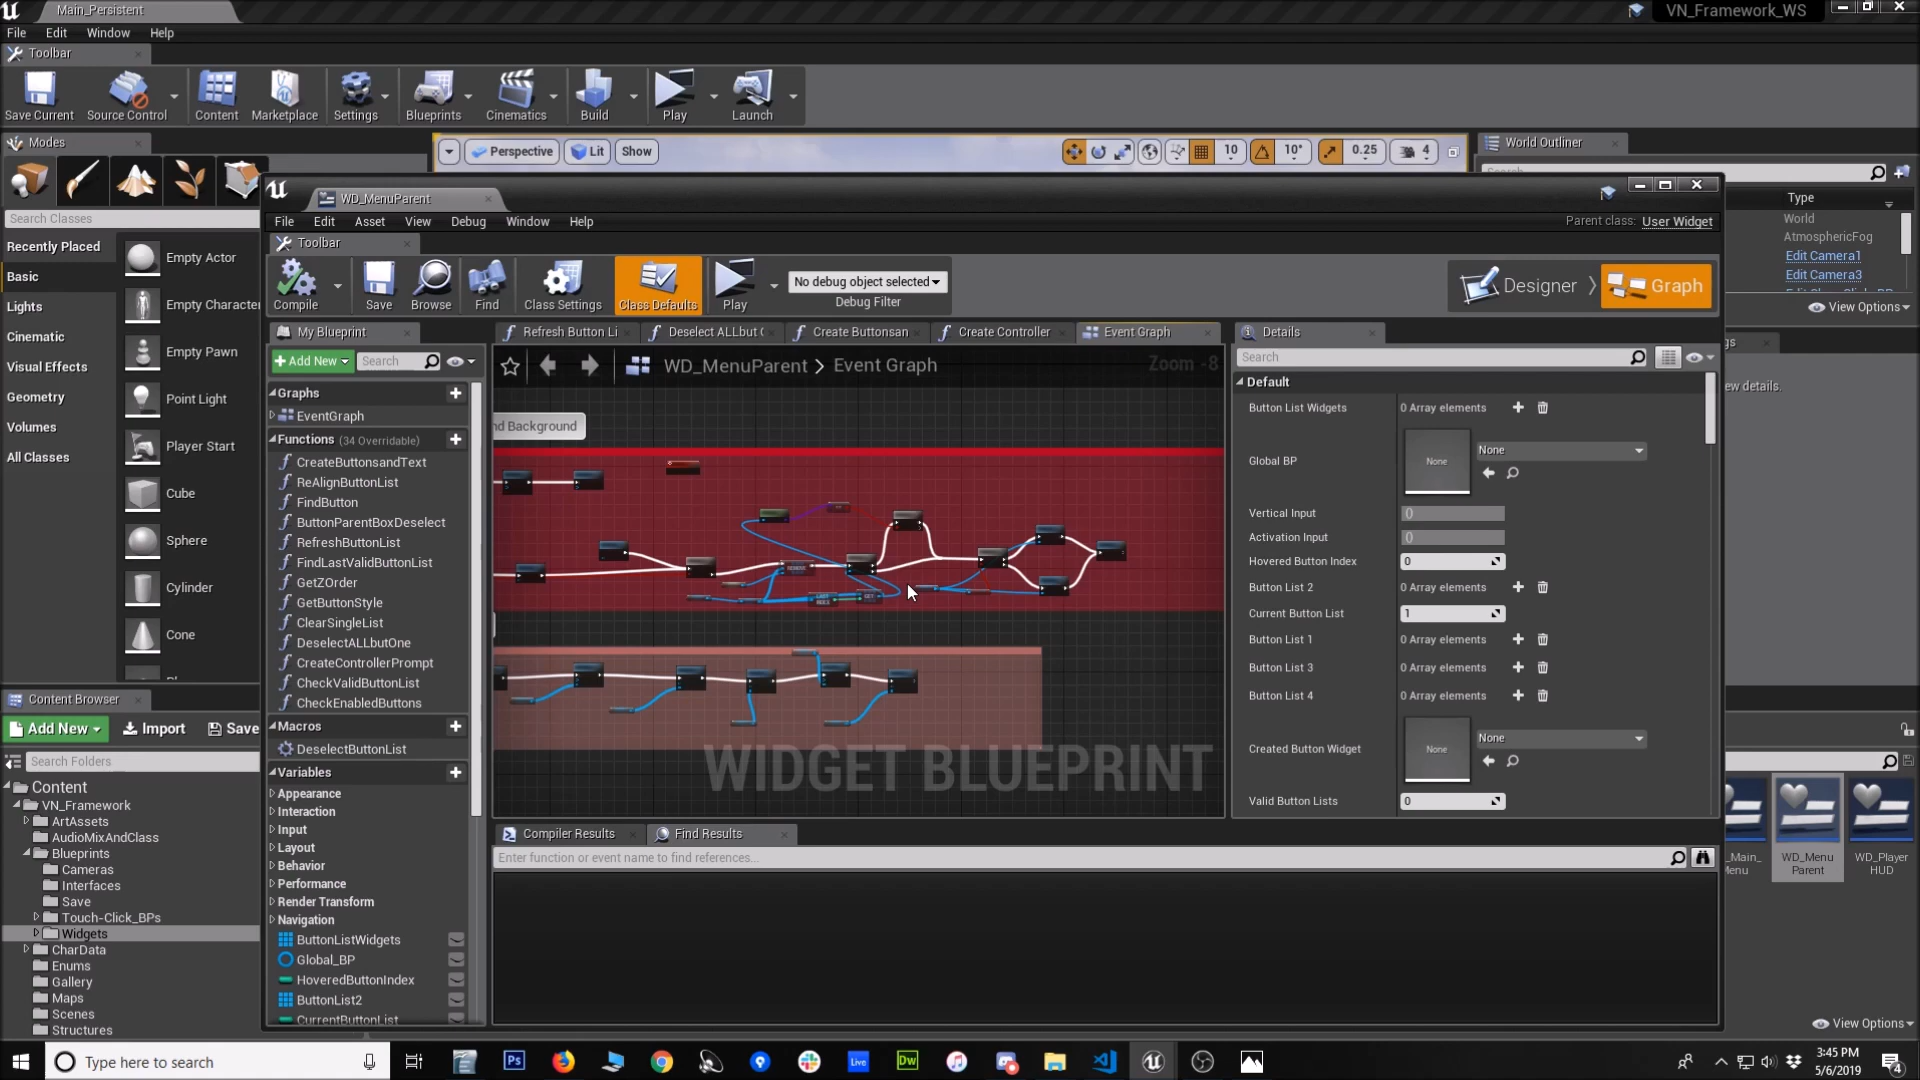 Main_Persistent
VN_Framework_WS
File Edit Window Help
Toolbar
Save Current Source Control Content Marketplace Settings Blueprints Cinematics Build Play Launch
Modes
Perspective Lit Show 10 10° 0.25 4
World Outliner
Search Classes
Recently Placed
Basic
Lights
Cinematic
Visual Effects
Geometry
Volumes
All Classes
Empty Actor
Empty Character
Empty Pawn
Point Light
Player Start
Cube
Sphere
Cylinder
Cone
Type
World
AtmosphericFog
Edit Camera1
Edit Camera3
View Options
ew details.
WD_MenuParent
File Edit Asset View Debug Window Help
Parent class: User Widget
Toolbar
Compile Save Browse Find Class Settings Class Defaults Play
No debug object selected
Debug Filter
Designer Graph
My Blueprint
Add New Search
Graphs
EventGraph
Functions (34 Overridable)
CreateButtonsandText
ReAlignButtonList
FindButton
ButtonParentBoxDeselect
RefreshButtonList
FindLastValidButtonList
GetZOrder
GetButtonStyle
ClearSingleList
DeselectALLbutOne
CreateControllerPrompt
CheckValidButtonList
CheckEnabledButtons
Macros
DeselectButtonList
Variables
Appearance
Interaction
Input
Layout
Behavior
Performance
Render Transform
Navigation
ButtonListWidgets
Global_BP
HoveredButtonIndex
ButtonList2
CurrentButtonList
Refresh Button Li Deselect ALLbut Create Buttonsan Create Controller Event Graph
WD_MenuParent > Event Graph
Zoom -8
nd Background
WIDGET BLUEPRINT
Compiler Results Find Results
Enter function or event name to find references...
Details
Search
Default
Button List Widgets 0 Array elements
Global BP None None
Vertical Input 0
Activation Input 0
Hovered Button Index 0
Button List 2 0 Array elements
Current Button List 1
Button List 1 0 Array elements
Button List 3 0 Array elements
Button List 4 0 Array elements
Created Button Widget None None
Valid Button Lists 0
Content Browser
Add New Import Save
Search Folders
Content
VN_Framework
ArtAssets
AudioMixAndClass
Blueprints
Cameras
Interfaces
Save
Touch-Click_BPs
Widgets
CharData
Enums
Gallery
Maps
Scenes
Structures
WD_Menu
Parent
WD_Player
HUD
View Options
Type here to search
Ps
Live
Dw
3:45 PM
5/6/2019
4